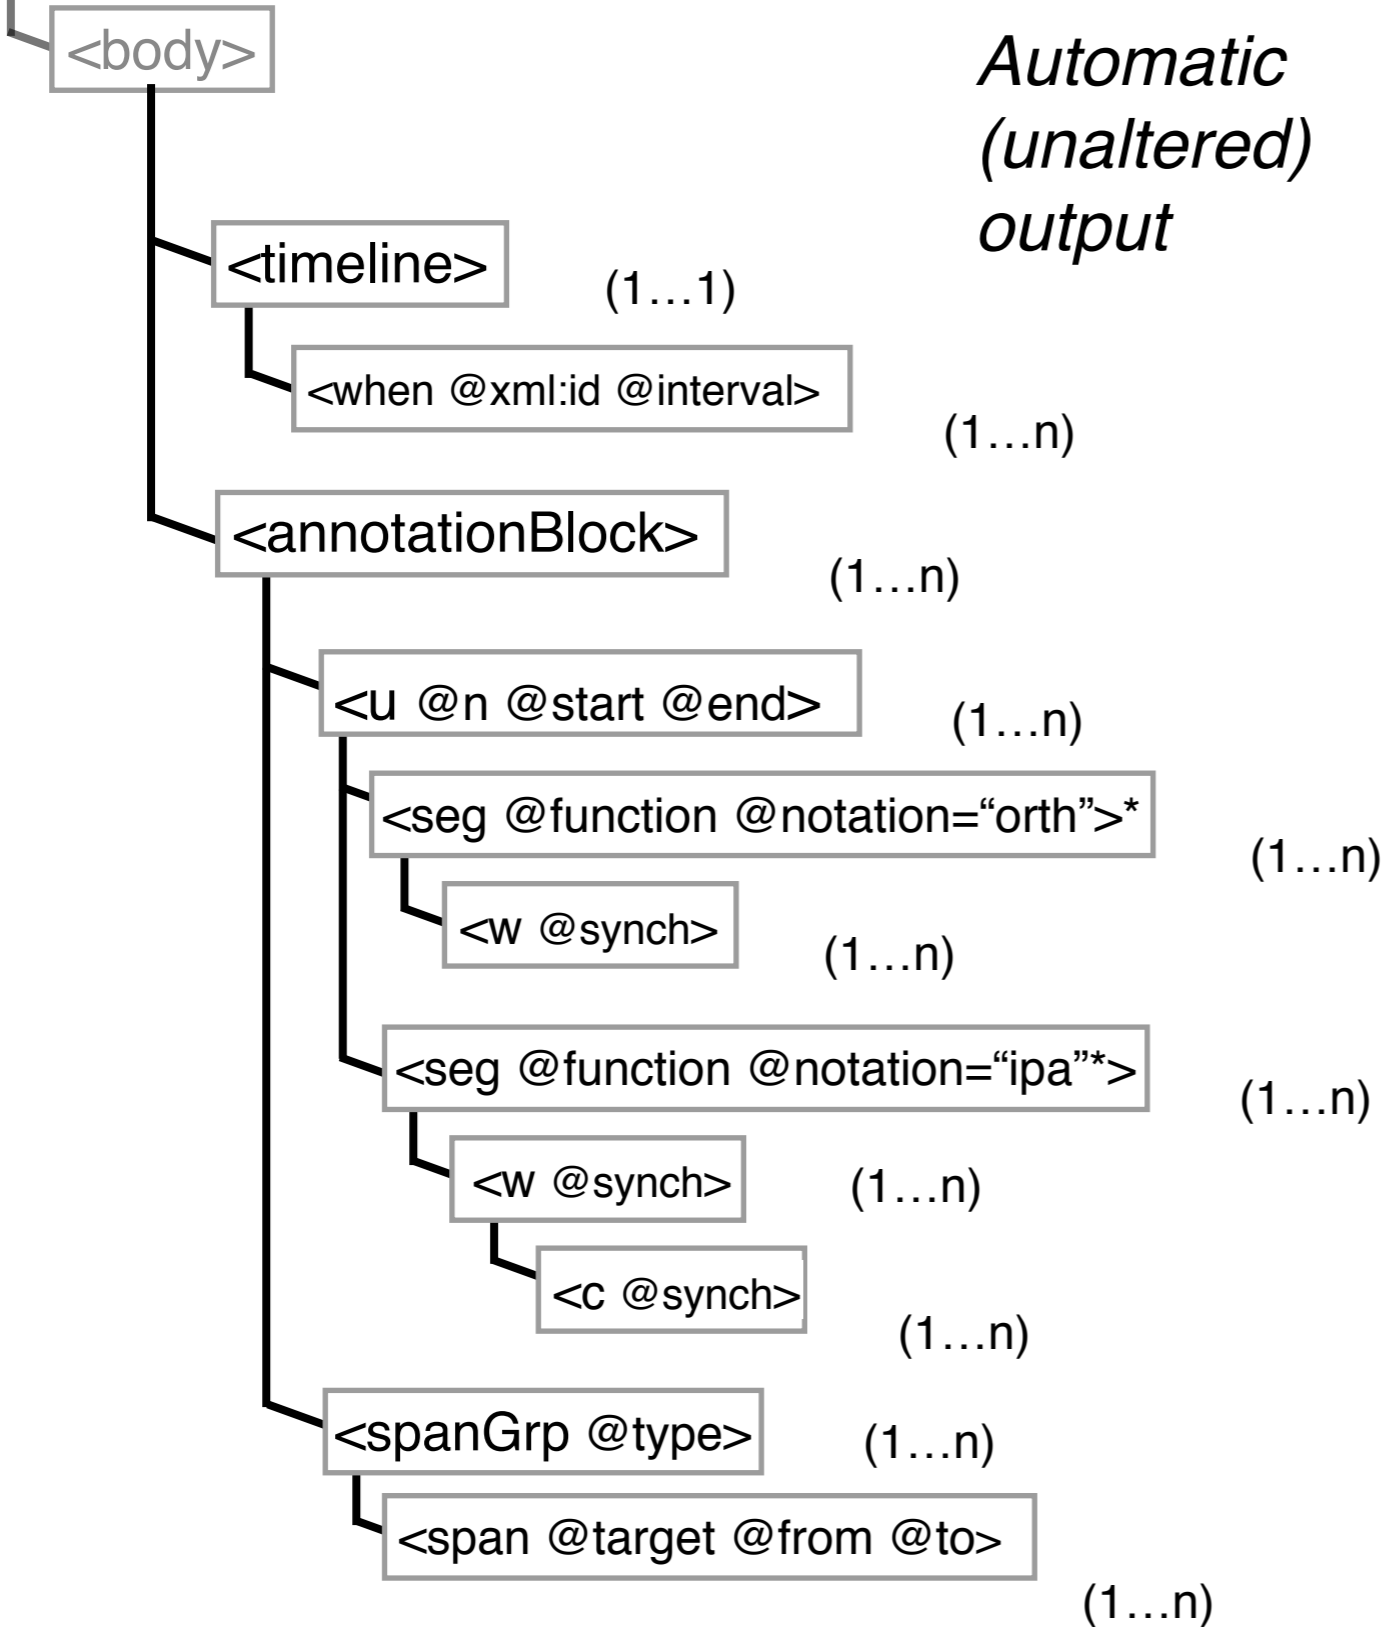 <body>
Automatic
(unaltered)
output
<timeline>
(1…1)
<when @xml:id @interval>
(1…n)
<annotationBlock>
(1…n)
<u @n @start @end>
(1…n)
<seg @function @notation=“orth”>*
(1…n)
<w @synch>
(1…n)
<seg @function @notation=“ipa”*>
(1…n)
<w @synch>
(1…n)
<c @synch>
(1…n)
<spanGrp @type>
(1…n)
<span @target @from @to>
(1…n)